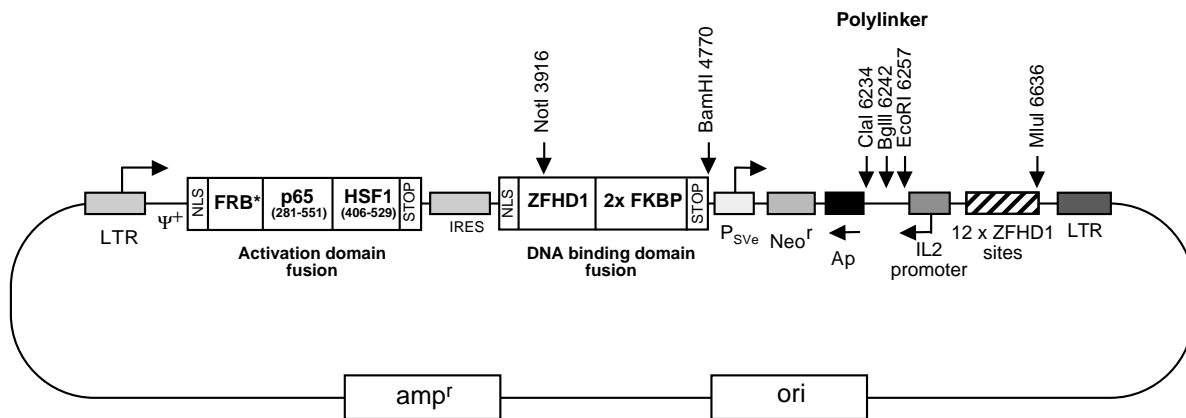 Polylinker
NotI 3916
BamHI 4770
ClaI 6234
BglII 6242
EcoRI 6257
MluI 6636
LTR
Ψ+
NLS
FRB*
p65
(281-551)
HSF1
(406-529)
STOP
Activation domain
fusion
IRES
NLS
ZFHD1
2x FKBP
STOP
DNA binding domain
fusion
PSVe
Neor
Ap
IL2
promoter
12 x ZFHD1
sites
LTR
ampr
ori